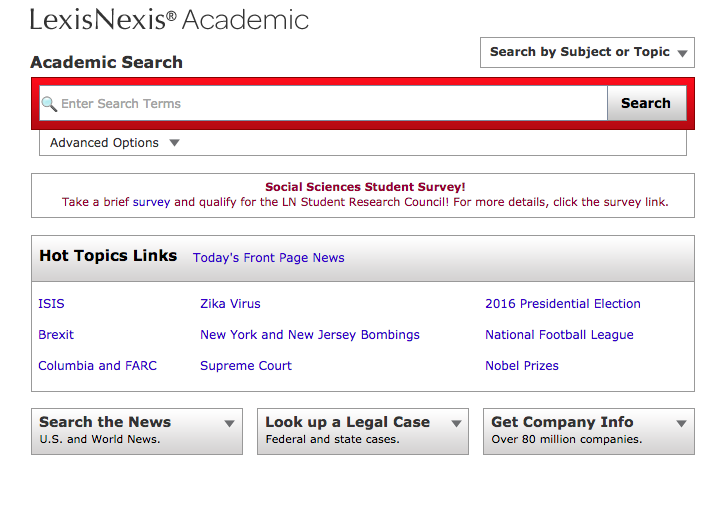 LexisNexis® Academic
Search by Subject or Topic
Academic Search
Enter Search Terms
Search
Advanced Options
Social Sciences Student Survey!
Take a brief survey and qualify for the LN Student Research Council! For more details, click the survey link.
Hot Topics Links Today's Front Page News
ISIS Zika Virus 2016 Presidential Election
Brexit New York and New Jersey Bombings National Football League
Columbia and FARC Supreme Court Nobel Prizes
Search the News Look up a Legal Case Get Company Info
U.S. and World News. Federal and state cases. Over 80 million companies.